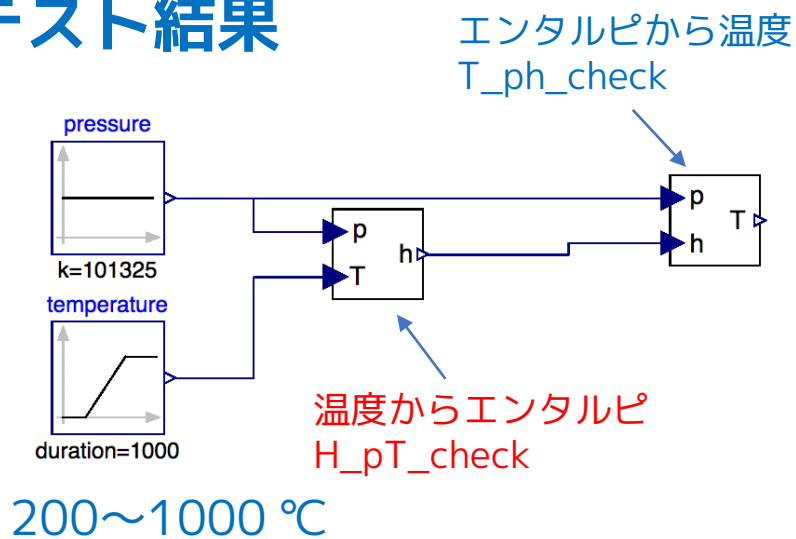 テスト結果
エンタルピから温度
T_ph_check
pressure
k=101325
p
T
h
p
h
T
temperature
duration=1000
温度からエンタルピ
H_pT_check
200～1000 ℃